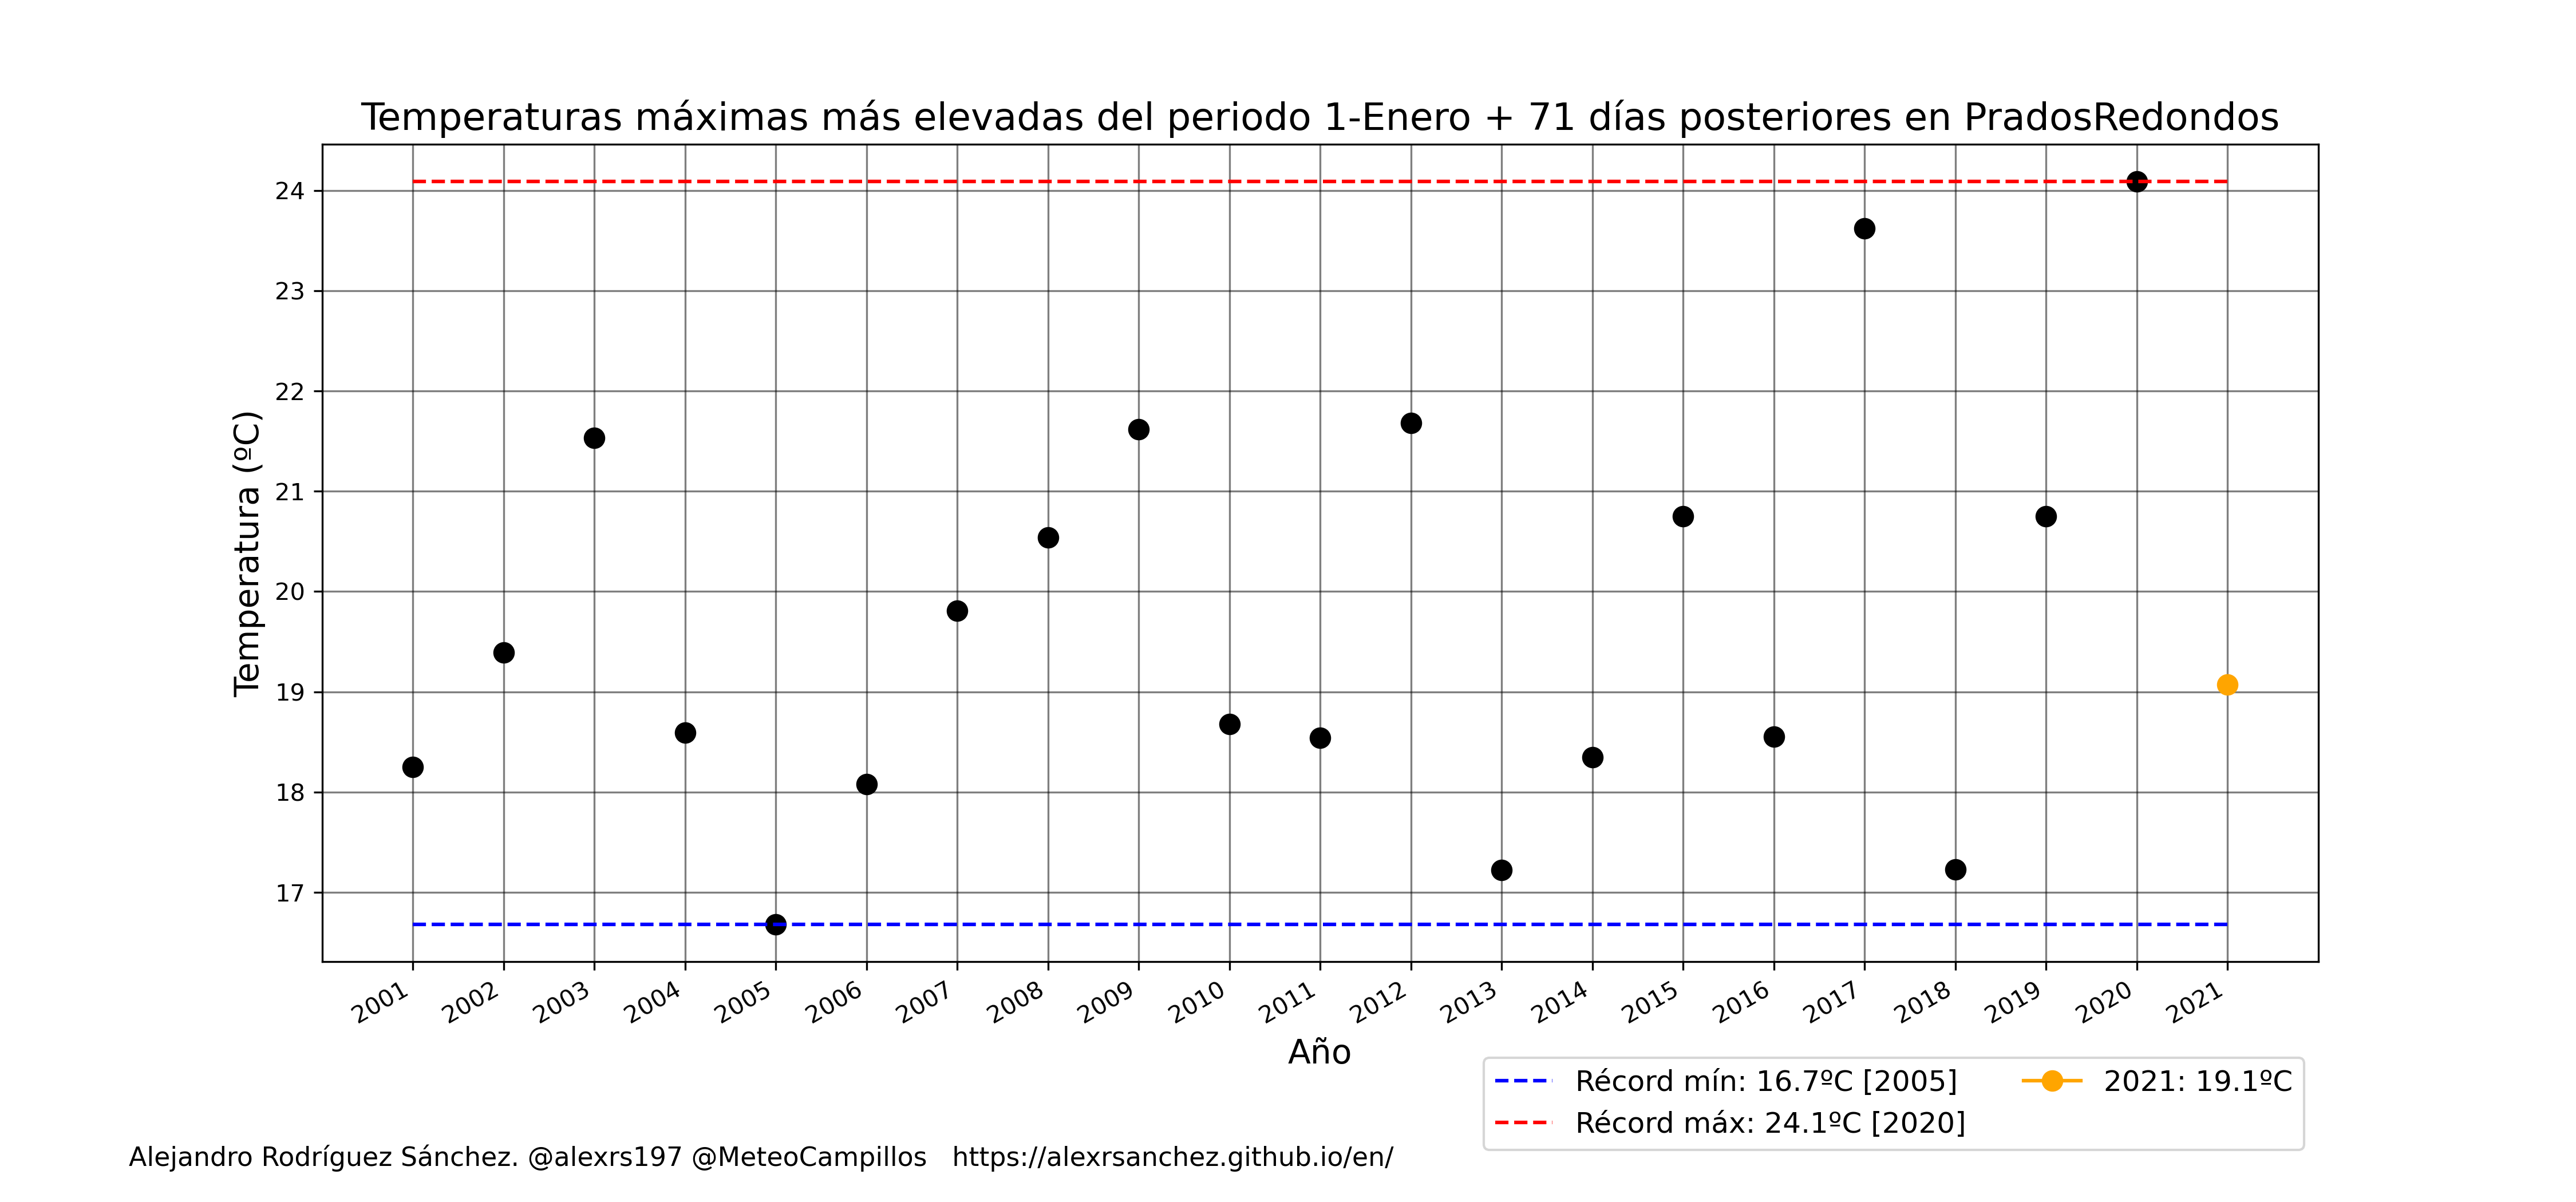 Temperaturas máximas más elevadas del periodo 1-Enero + 71 días posteriores en PradosRedondos
Temperatura (ºC)
24
23
22
21
20
19
18
17
2001 2002 2003 2004 2005 2006 2007 2008 2009 2010 2011 2012 2013 2014 2015 2016 2017 2018 2019 2020 2021
Año
Récord mín: 16.7ºC [2005]
Récord máx: 24.1ºC [2020]
2021: 19.1ºC
Alejandro Rodríguez Sánchez. @alexrs197 @MeteoCampillos https://alexrsanchez.github.io/en/